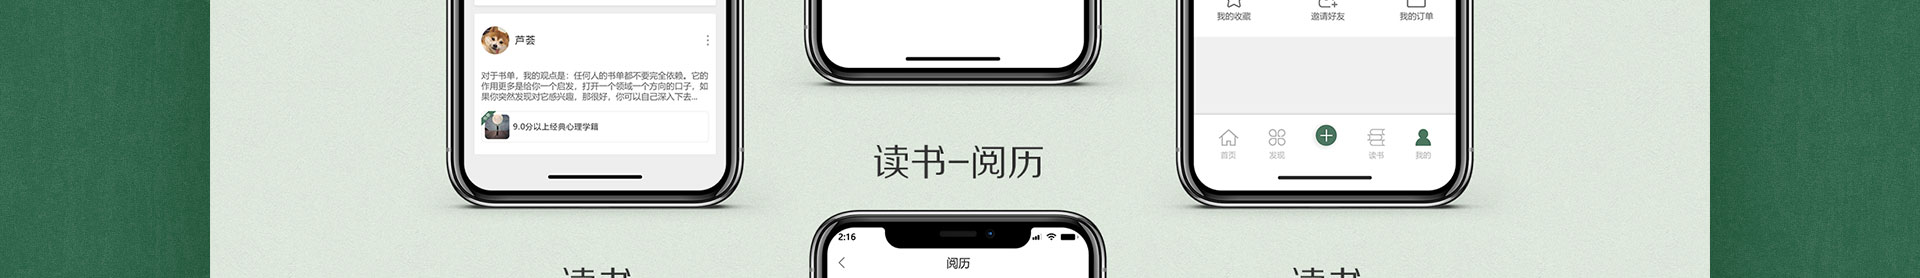 芦荟
对于书单，我的观点是：任何人的书单都不要完全依赖。它的
作用更多是给你一个启发，打开一个领域一个方向的口子，如
果你突然发现对它感兴趣，那很好，你可以自己深入下去...
9.0分以上经典心理学籍
我的收藏
邀请好友
我的订单
首页
发现
读书
我的
读书-阅历
2:16
阅历
读书
读书